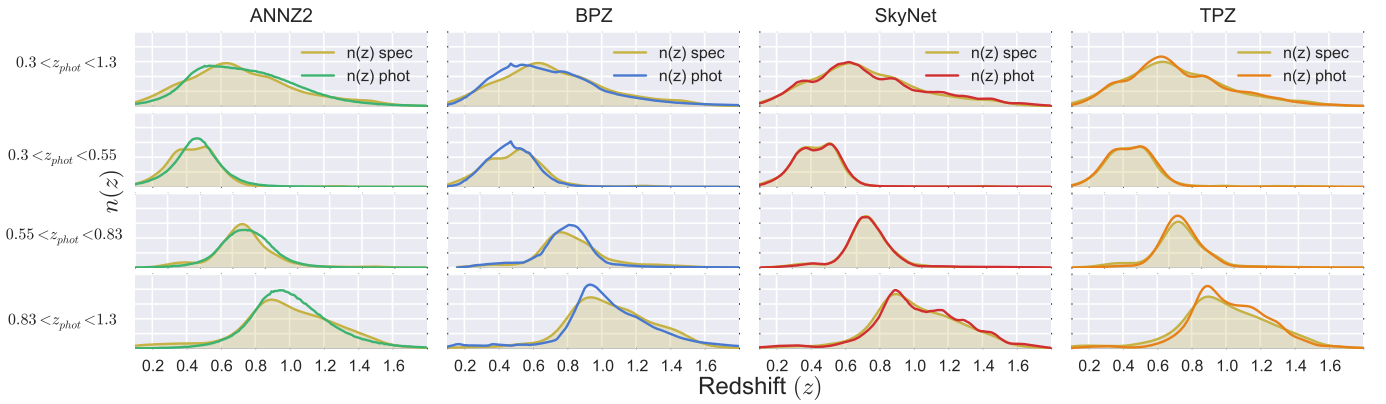 ANNZ2 BPZ SkyNet TPZ
0.3 < z_phot < 1.3
n(z) spec n(z) spec n(z) spec n(z) spec
n(z) phot n(z) phot n(z) phot n(z) phot
0.3 < z_phot < 0.55
n(z)
0.55 < z_phot < 0.83
0.83 < z_phot < 1.3
0.2 0.4 0.6 0.8 1.0 1.2 1.4 1.6 0.2 0.4 0.6 0.8 1.0 1.2 1.4 1.6 0.2 0.4 0.6 0.8 1.0 1.2 1.4 1.6 0.2 0.4 0.6 0.8 1.0 1.2 1.4 1.6
Redshift (z)